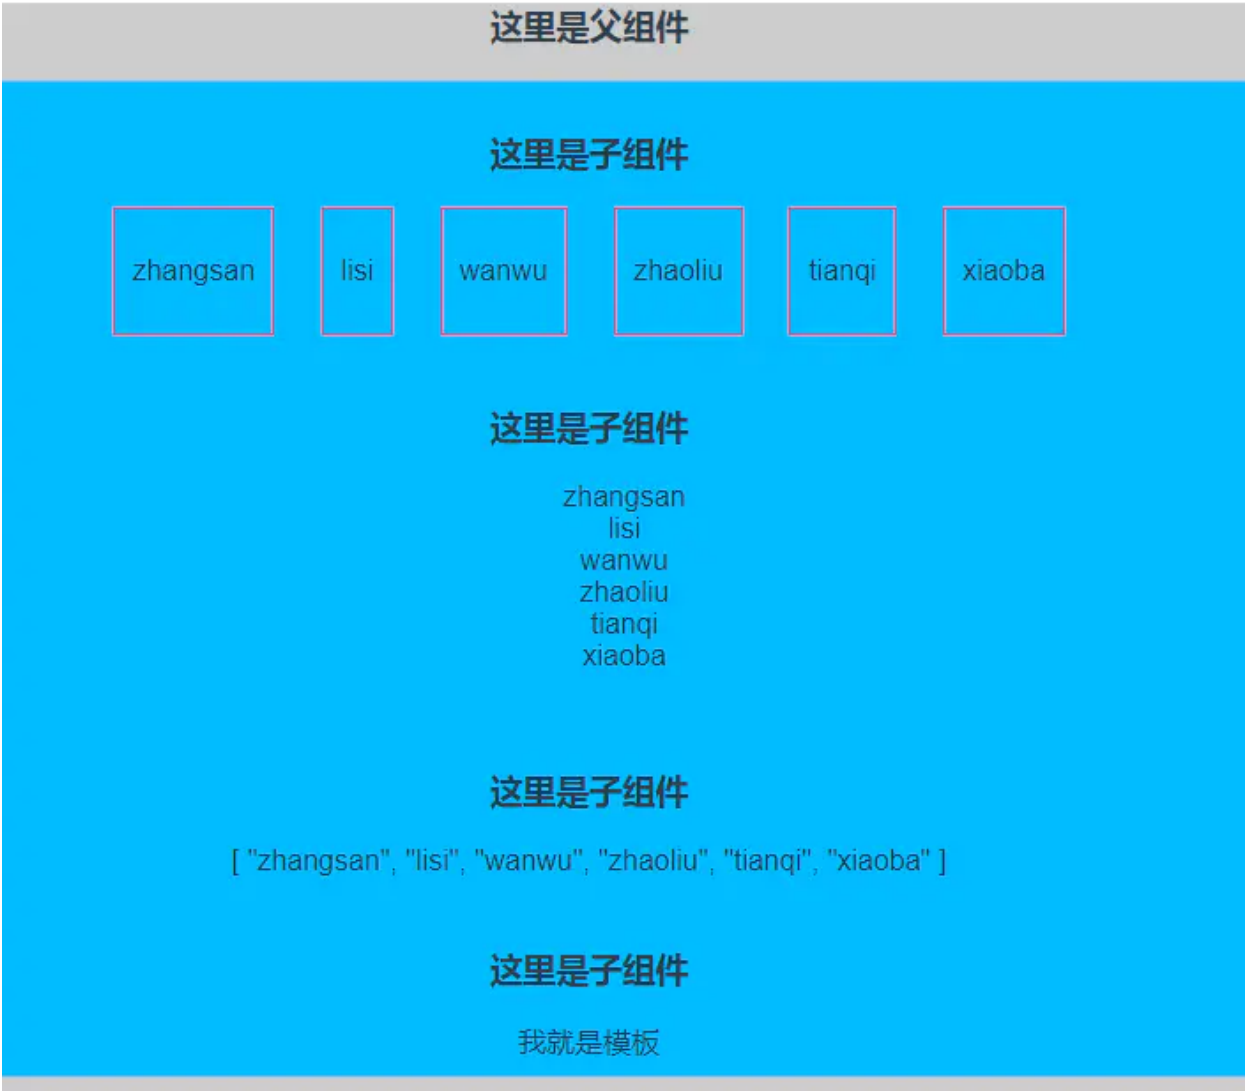 这里是父组件
这里是子组件
zhangsan lisi wanwu zhaoliu tianqi xiaoba
这里是子组件
zhangsan
lisi
wanwu
zhaoliu
tianqi
xiaoba
这里是子组件
[ "zhangsan", "lisi", "wanwu", "zhaoliu", "tianqi", "xiaoba" ]
这里是子组件
我就是模板